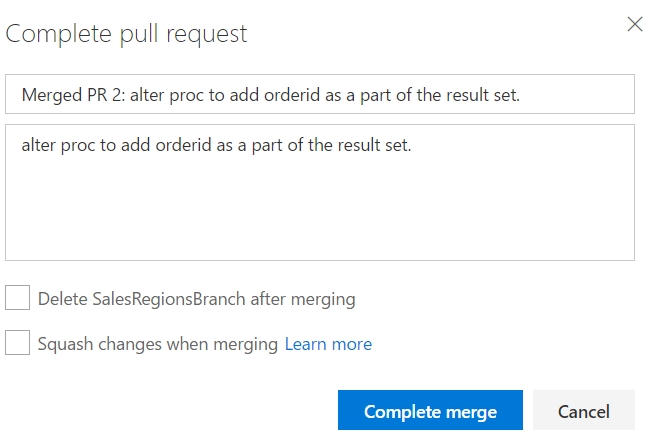 Complete pull request
Merged PR 2: alter proc to add orderid as a part of the result set.
alter proc to add orderid as a part of the result set.
Delete SalesRegionsBranch after merging
Squash changes when merging Learn more
Complete merge Cancel